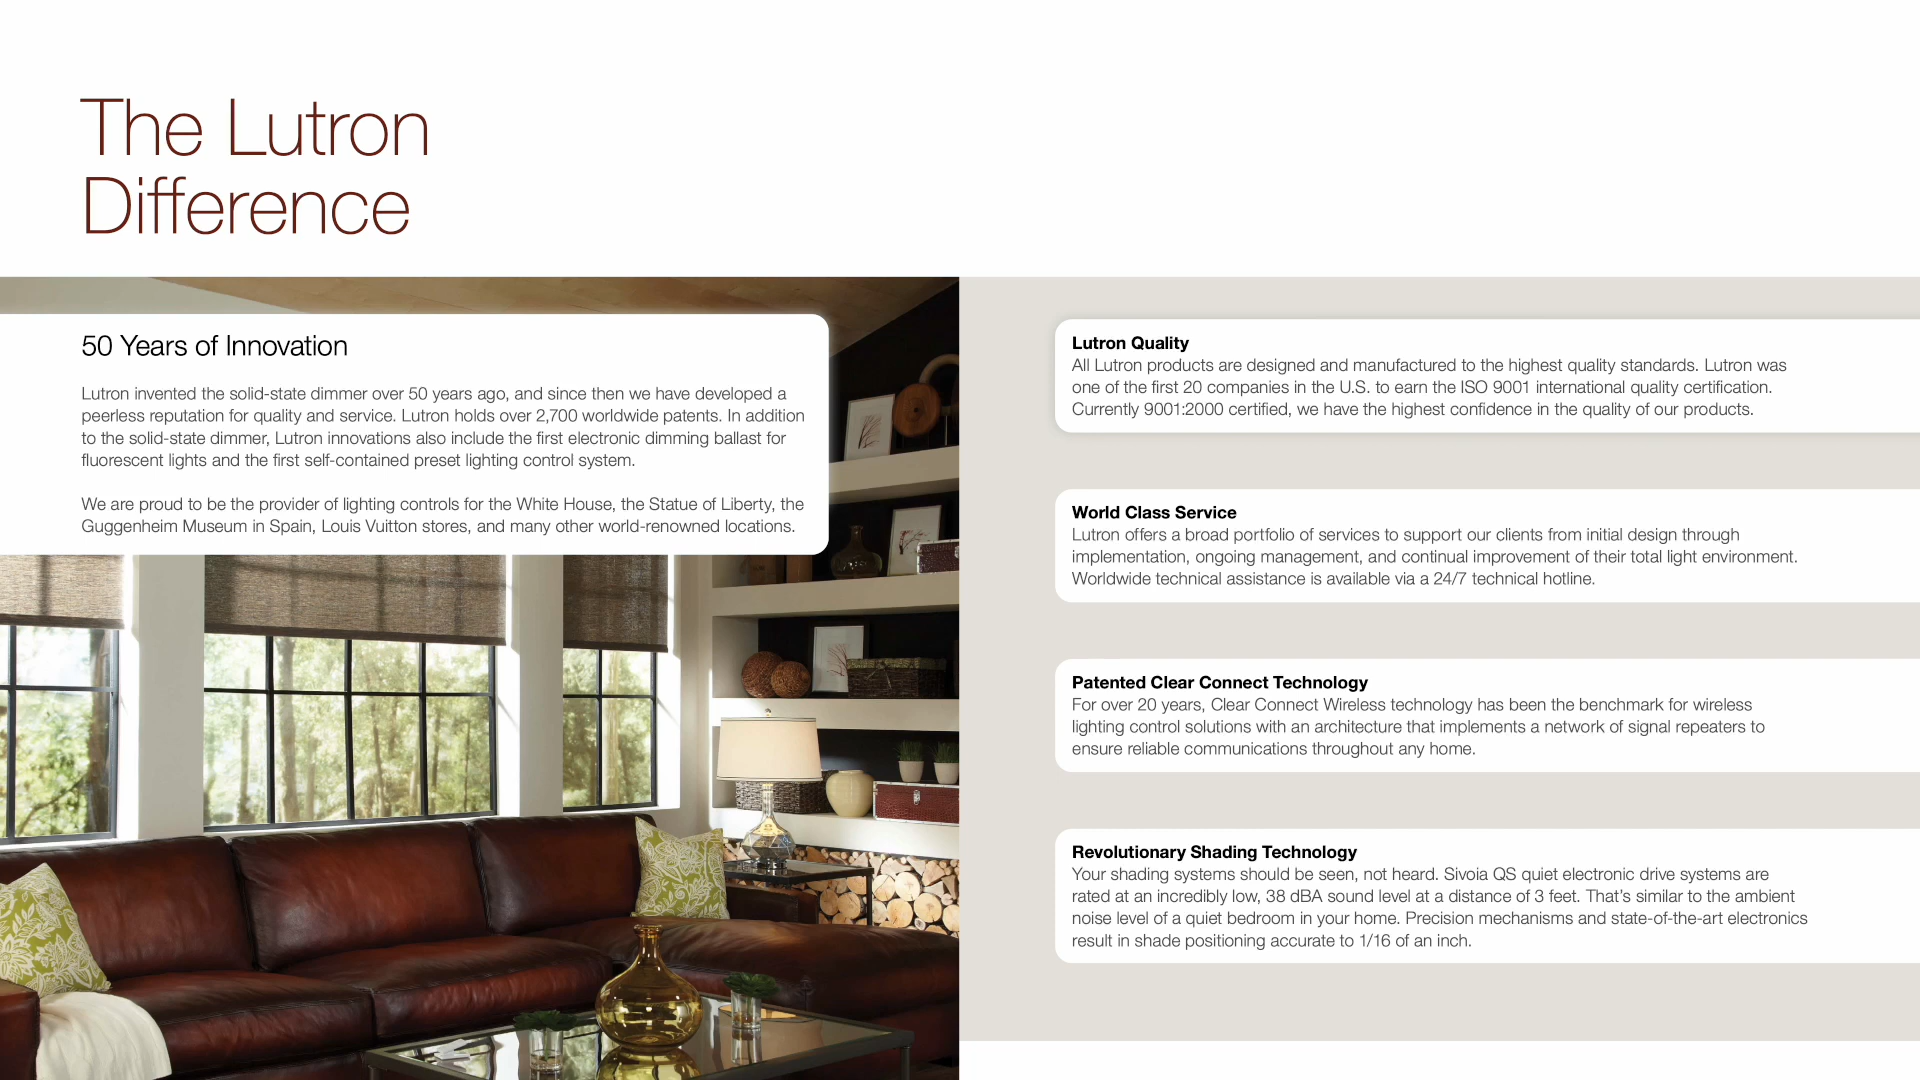 The Lutron
Difference
50 Years of Innovation
Lutron invented the solid-state dimmer over 50 years ago, and since then we have developed a
peerless reputation for quality and service. Lutron holds over 2,700 worldwide patents. In addition
to the solid-state dimmer, Lutron innovations also include the first electronic dimming ballast for
fluorescent lights and the first self-contained preset lighting control system.
We are proud to be the provider of lighting controls for the White House, the Statue of Liberty, the
Guggenheim Museum in Spain, Louis Vuitton stores, and many other world-renowned locations.
Lutron Quality
All Lutron products are designed and manufactured to the highest quality standards. Lutron was
one of the first 20 companies in the U.S. to earn the ISO 9001 international quality certification.
Currently 9001:2000 certified, we have the highest confidence in the quality of our products.
World Class Service
Lutron offers a broad portfolio of services to support our clients from initial design through
implementation, ongoing management, and continual improvement of their total light environment.
Worldwide technical assistance is available via a 24/7 technical hotline.
Patented Clear Connect Technology
For over 20 years, Clear Connect Wireless technology has been the benchmark for wireless
lighting control solutions with an architecture that implements a network of signal repeaters to
ensure reliable communications throughout any home.
Revolutionary Shading Technology
Your shading systems should be seen, not heard. Sivoia QS quiet electronic drive systems are
rated at an incredibly low, 38 dBA sound level at a distance of 3 feet. That’s similar to the ambient
noise level of a quiet bedroom in your home. Precision mechanisms and state-of-the-art electronics
result in shade positioning accurate to 1/16 of an inch.